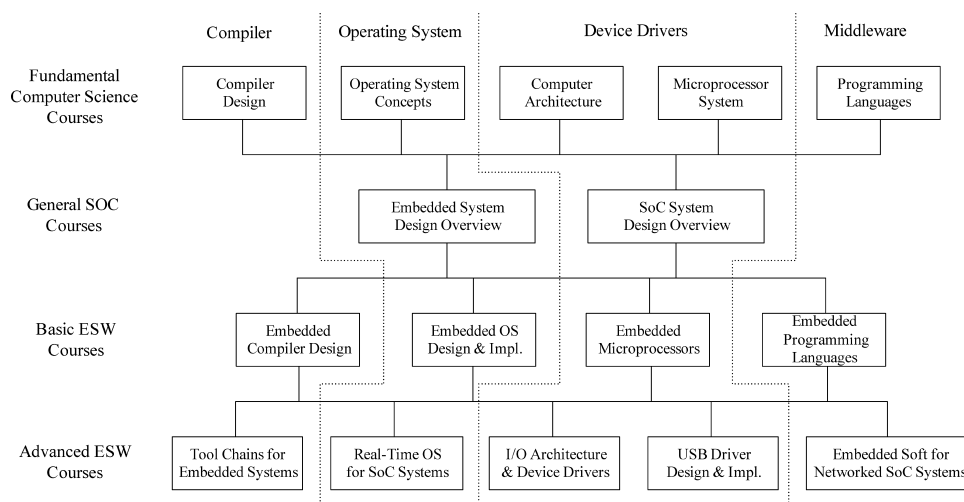 Compiler
Operating System
Device Drivers
Middleware
Fundamental
Computer Science
Courses
Compiler
Design
Operating System
Concepts
Computer
Architecture
Microprocessor
System
Programming
Languages
General SOC
Courses
Embedded System
Design Overview
SoC System
Design Overview
Basic ESW
Courses
Embedded
Compiler Design
Embedded OS
Design & Impl.
Embedded
Microprocessors
Embedded
Programming
Languages
Advanced ESW
Courses
Tool Chains for
Embedded Systems
Real-Time OS
for SoC Systems
I/O Architecture
& Device Drivers
USB Driver
Design & Impl.
Embedded Soft for
Networked SoC Systems